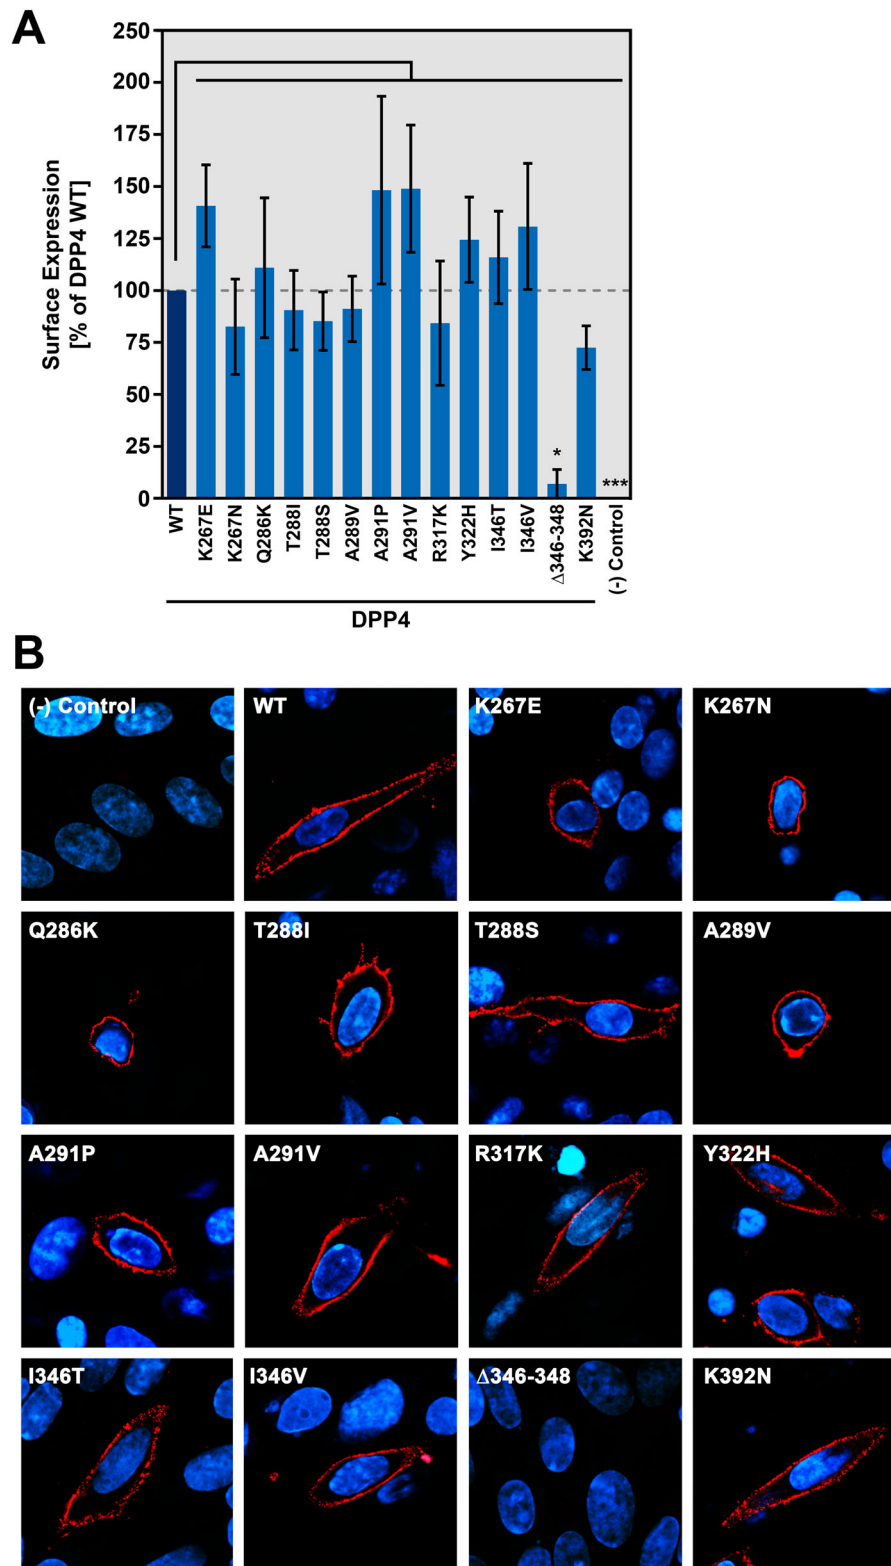 A
250
225
200
175
150
125
100
75
50
25
0
Surface Expression
[% of DPP4 WT]
*
***
WT
K267E
K267N
Q286K
T288I
T288S
A289V
A291P
A291V
R317K
Y322H
I346T
I346V
Δ346-348
K392N
(-) Control
DPP4
B
(-) Control
WT
K267E
K267N
Q286K
T288I
T288S
A289V
A291P
A291V
R317K
Y322H
I346T
I346V
Δ346-348
K392N